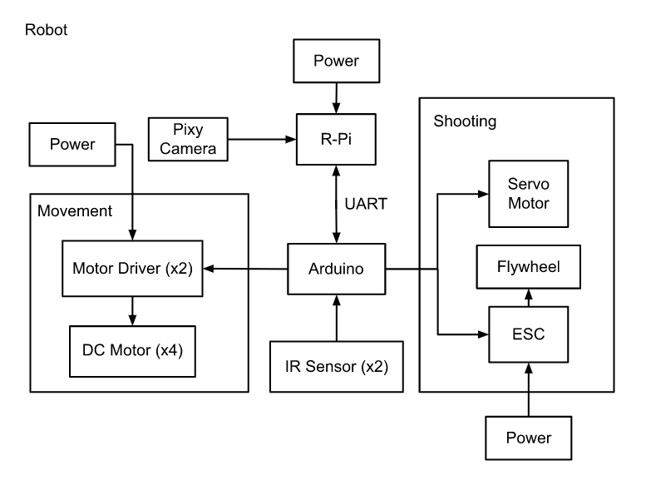 Robot
Power
Power
Pixy
Camera
R-Pi
Shooting
Servo
Motor
UART
Movement
Motor Driver (x2)
Arduino
Flywheel
DC Motor (x4)
IR Sensor (x2)
ESC
Power